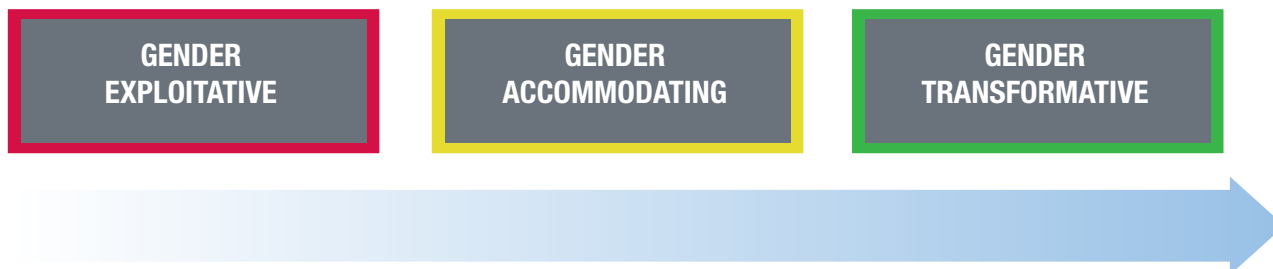 GENDER
EXPLOITATIVE
GENDER
ACCOMMODATING
GENDER
TRANSFORMATIVE